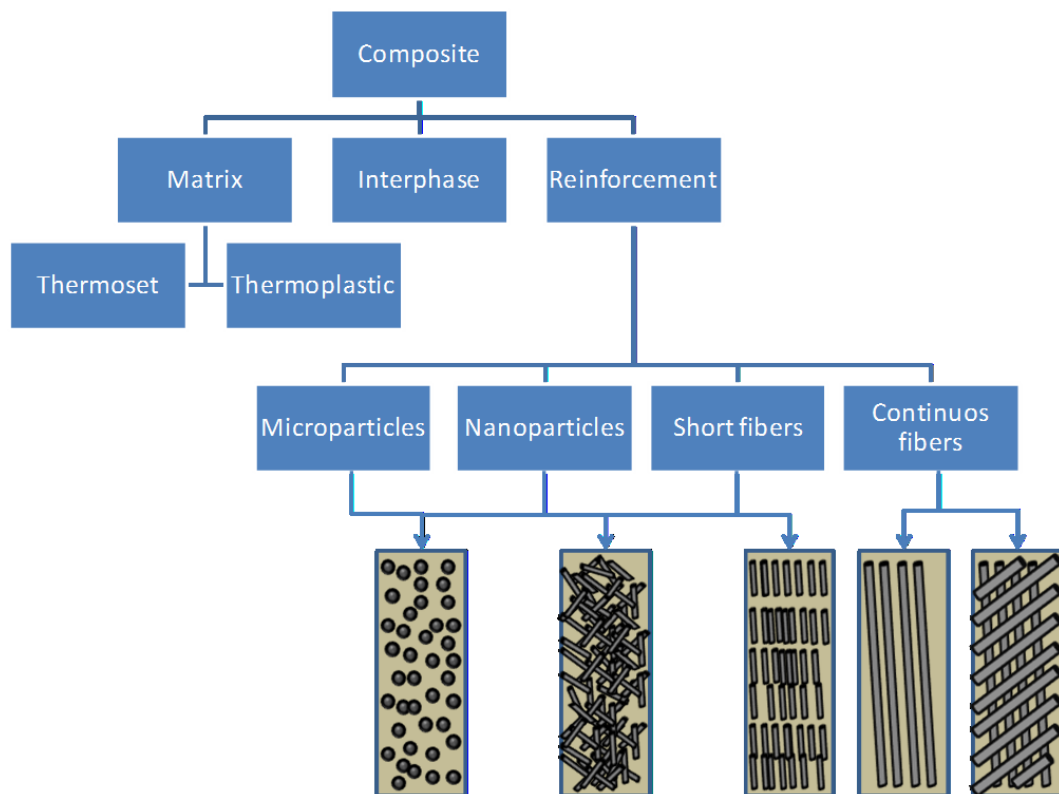 Composite
Matrix
Interphase
Reinforcement
Thermoset
Thermoplastic
Microparticles
Nanoparticles
Short fibers
Continuos
fibers